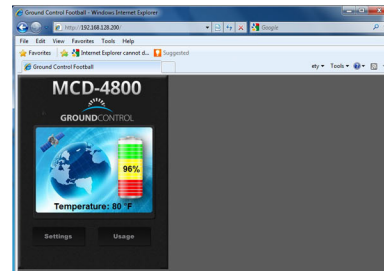 Ground Control Football - Windows Internet Explorer
http://192.168.128.200/
Google
File Edit View Favorites Tools Help
Favorites Internet Explorer cannot d... Suggested
Ground Control Football
ety Tools
MCD-4800
GROUNDCONTROL
96%
Temperature: 80 °F
Settings Usage